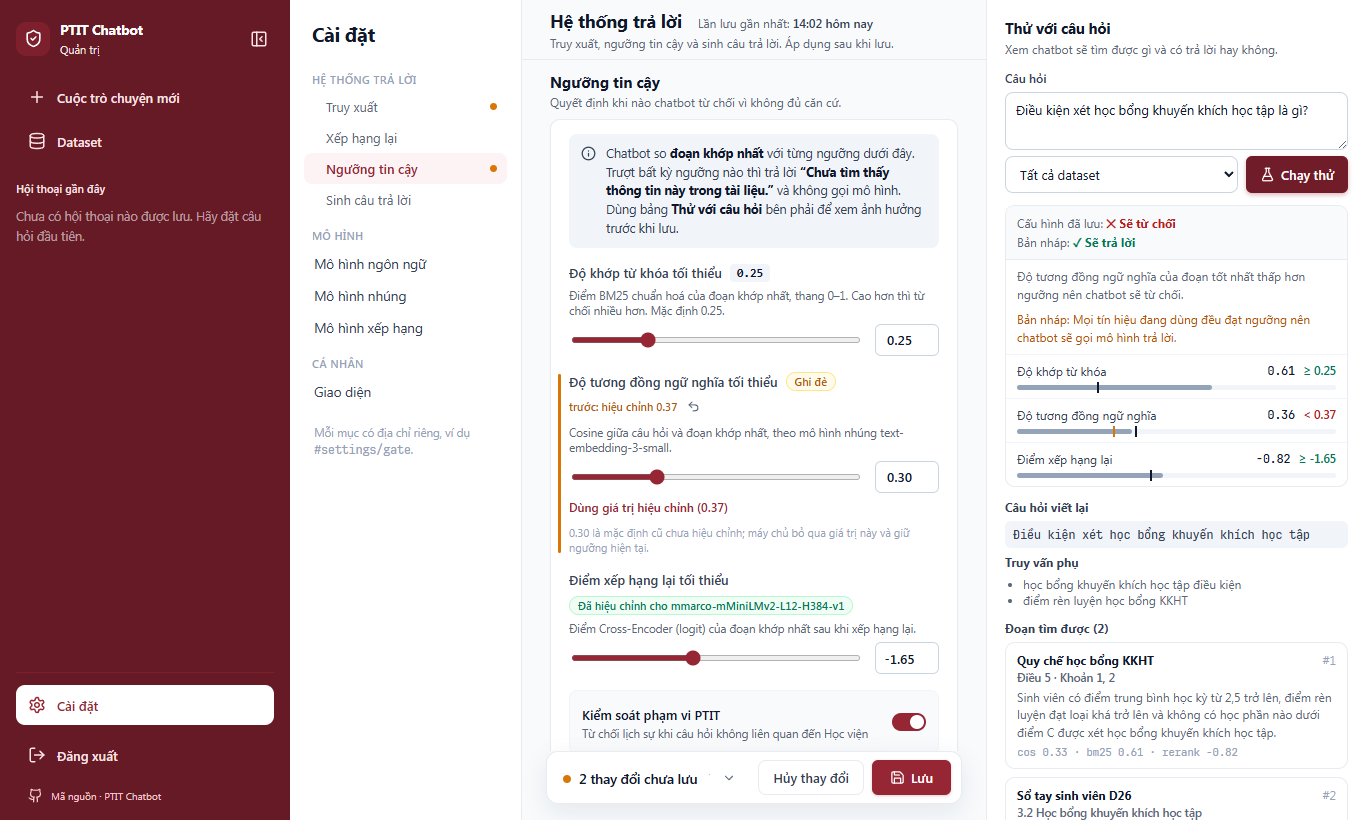 PTIT Chatbot
Quản trị
Cuộc trò chuyện mới
Dataset
Hội thoại gần đây
Chưa có hội thoại nào được lưu. Hãy đặt câu
hỏi đầu tiên.
Cài đặt
Đăng xuất
Mã nguồn · PTIT Chatbot
Cài đặt
HỆ THỐNG TRẢ LỜI
Truy xuất
Xếp hạng lại
Ngưỡng tin cậy
Sinh câu trả lời
MÔ HÌNH
Mô hình ngôn ngữ
Mô hình nhúng
Mô hình xếp hạng
CÁ NHÂN
Giao diện
Mỗi mục có địa chỉ riêng, ví dụ
#settings/gate.
Hệ thống trả lời Lần lưu gần nhất: 14:02 hôm nay
Truy xuất, ngưỡng tin cậy và sinh câu trả lời. Áp dụng sau khi lưu.
Ngưỡng tin cậy
Quyết định khi nào chatbot từ chối vì không đủ căn cứ.
Chatbot so đoạn khớp nhất với từng ngưỡng dưới đây.
Trượt bất kỳ ngưỡng nào thì trả lời “Chưa tìm thấy
thông tin này trong tài liệu.” và không gọi mô hình.
Dùng bảng Thử với câu hỏi bên phải để xem ảnh hưởng
trước khi lưu.
Độ khớp từ khóa tối thiểu 0.25
Điểm BM25 chuẩn hoá của đoạn khớp nhất, thang 0–1. Cao hơn thì từ
chối nhiều hơn. Mặc định 0.25.
0.25
Độ tương đồng ngữ nghĩa tối thiểu Ghi đè
trước: hiệu chỉnh 0.37
Cosine giữa câu hỏi và đoạn khớp nhất, theo mô hình nhúng text-
embedding-3-small.
0.30
Dùng giá trị hiệu chỉnh (0.37)
0.30 là mặc định cũ chưa hiệu chỉnh; máy chủ bỏ qua giá trị này và giữ
ngưỡng hiện tại.
Điểm xếp hạng lại tối thiểu
Đã hiệu chỉnh cho mmarco-mMiniLMv2-L12-H384-v1
Điểm Cross-Encoder (logit) của đoạn khớp nhất sau khi xếp hạng lại.
-1.65
Kiểm soát phạm vi PTIT
Từ chối lịch sự khi câu hỏi không liên quan đến Học viện
2 thay đổi chưa lưu
Hủy thay đổi
Lưu
Thử với câu hỏi
Xem chatbot sẽ tìm được gì và có trả lời hay không.
Câu hỏi
Điều kiện xét học bổng khuyến khích học tập là gì?
Tất cả dataset
Chạy thử
Cấu hình đã lưu: ✕ Sẽ từ chối
Bản nháp: ✓ Sẽ trả lời
Độ tương đồng ngữ nghĩa của đoạn tốt nhất thấp hơn
ngưỡng nên chatbot sẽ từ chối.
Bản nháp: Mọi tín hiệu đang dùng đều đạt ngưỡng nên
chatbot sẽ gọi mô hình trả lời.
Độ khớp từ khóa 0.61 ≥ 0.25
Độ tương đồng ngữ nghĩa 0.36 < 0.37
Điểm xếp hạng lại -0.82 ≥ -1.65
Câu hỏi viết lại
Điều kiện xét học bổng khuyến khích học tập
Truy vấn phụ
• học bổng khuyến khích học tập điều kiện
• điểm rèn luyện học bổng KKHT
Đoạn tìm được (2)
Quy chế học bổng KKHT #1
Điều 5 · Khoản 1, 2
Sinh viên có điểm trung bình học kỳ từ 2,5 trở lên, điểm rèn
luyện đạt loại khá trở lên và không có học phần nào dưới
điểm C được xét học bổng khuyến khích học tập.
cos 0.33 · bm25 0.61 · rerank -0.82
Sổ tay sinh viên D26 #2
3.2 Học bổng khuyến khích học tập